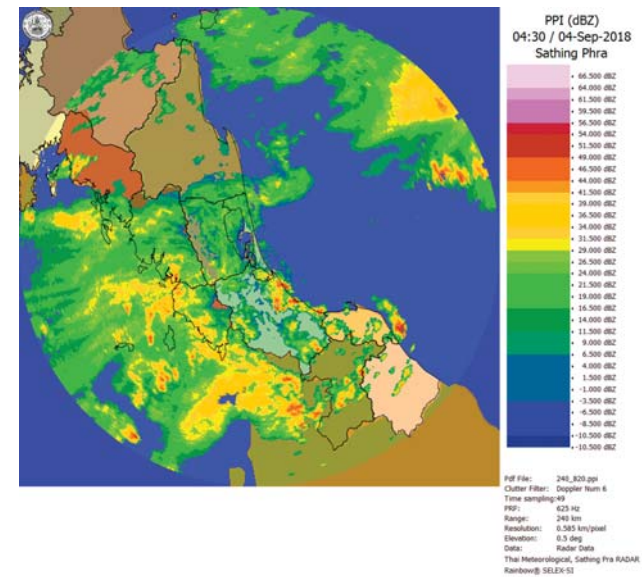 PPI (dBZ)
04:30 / 04-Sep-2018
Sathing Phra
66.500 dBZ
64.000 dBZ
61.500 dBZ
59.500 dBZ
56.500 dBZ
54.000 dBZ
51.500 dBZ
49.000 dBZ
46.500 dBZ
44.000 dBZ
41.500 dBZ
39.000 dBZ
36.500 dBZ
34.000 dBZ
31.500 dBZ
29.000 dBZ
26.500 dBZ
24.000 dBZ
21.500 dBZ
19.000 dBZ
16.500 dBZ
14.000 dBZ
11.500 dBZ
9.000 dBZ
6.500 dBZ
4.000 dBZ
1.500 dBZ
-1.000 dBZ
-3.500 dBZ
-6.500 dBZ
-8.500 dBZ
-10.500 dBZ
-10.500 dBZ
Pdf File: 240_820.ppi
Clutter Filter: Doppler Num 6
Time sampling:49
PRF: 625 Hz
Range: 240 km
Resolution: 0.585 km/pixel
Elevation: 0.5 deg
Data: Radar Data
Thai Meteorological, Sathing Pra RADAR
Rainbow® SELEX-SI